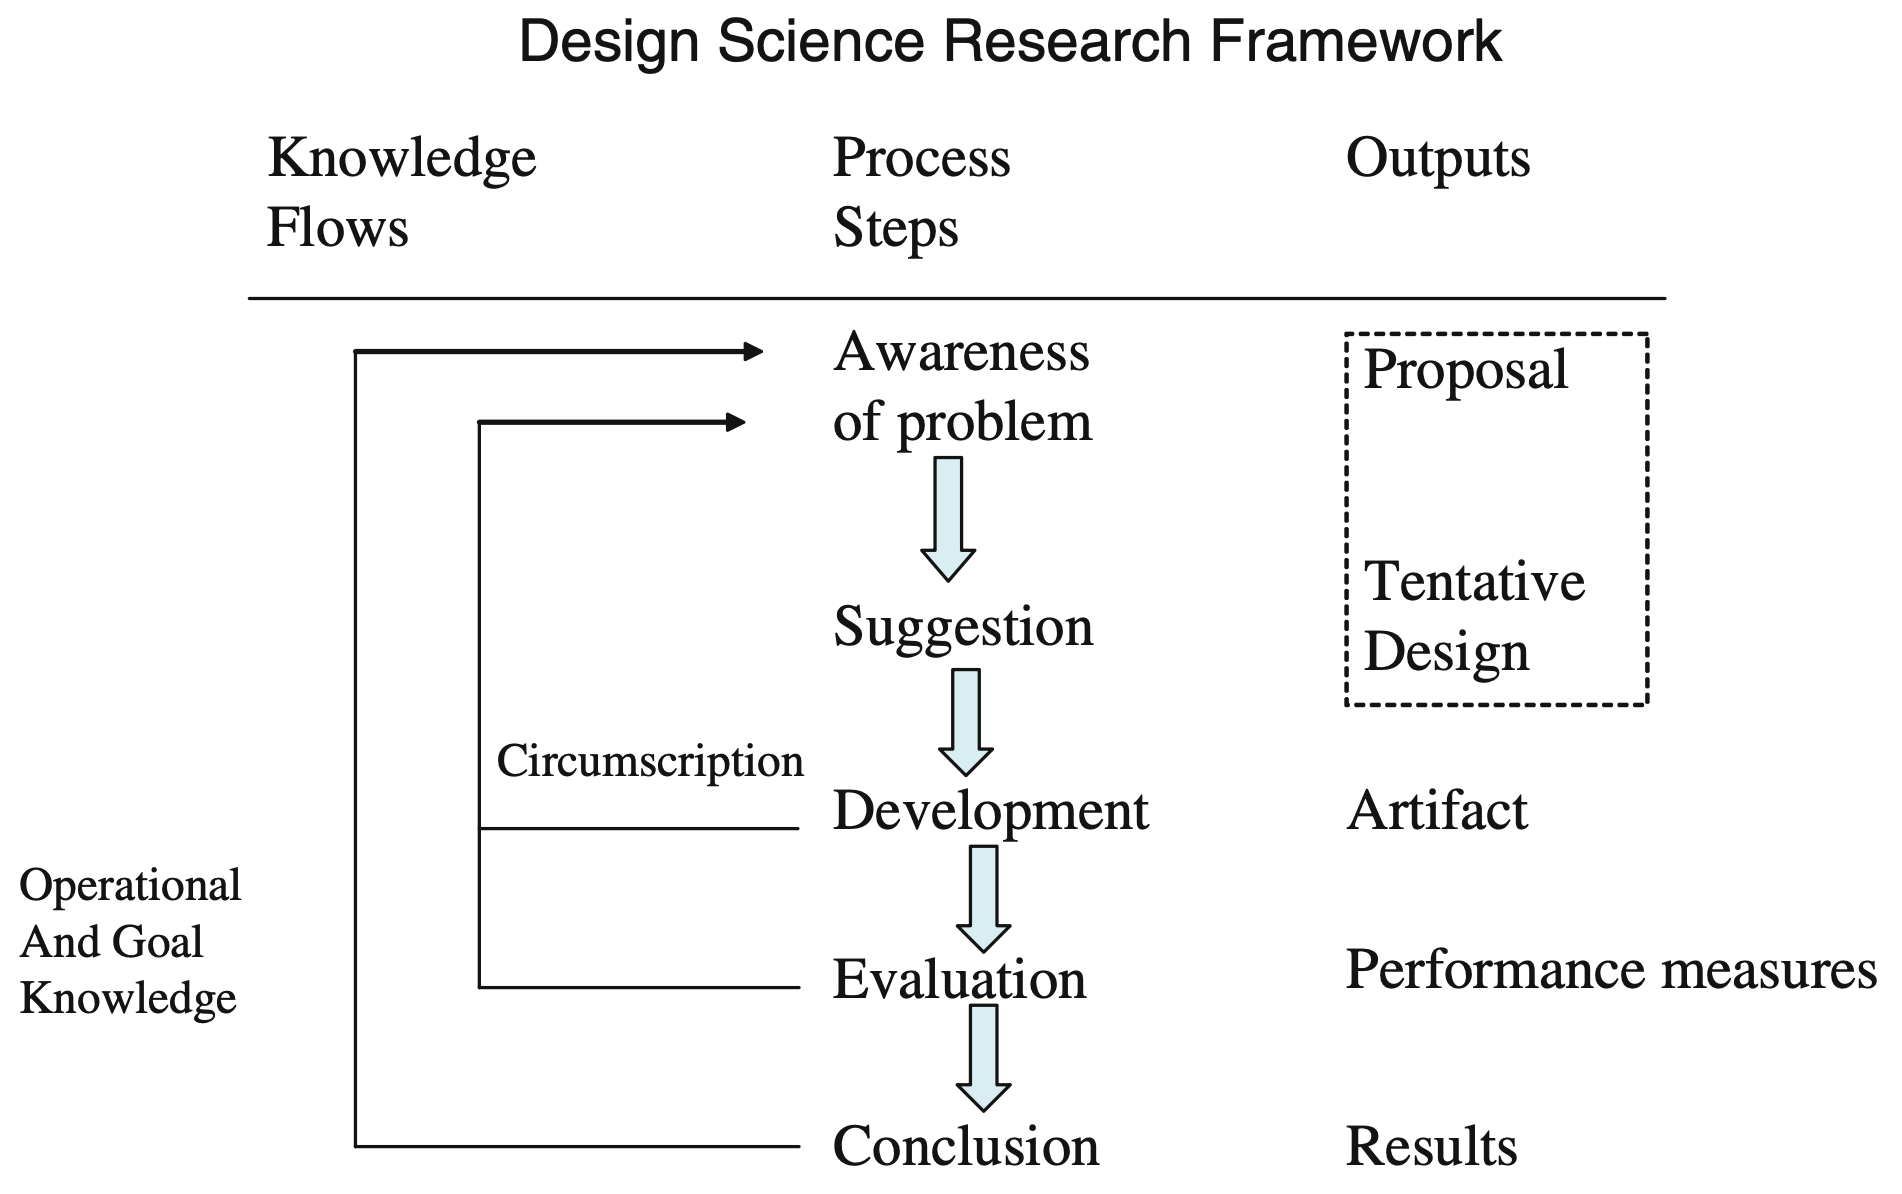 Design Science Research Framework
Knowledge
Flows
Process
Steps
Outputs
Awareness
of problem
Proposal
Suggestion
Tentative
Design
Circumscription
Development
Artifact
Operational
And Goal
Knowledge
Evaluation
Performance measures
Conclusion
Results